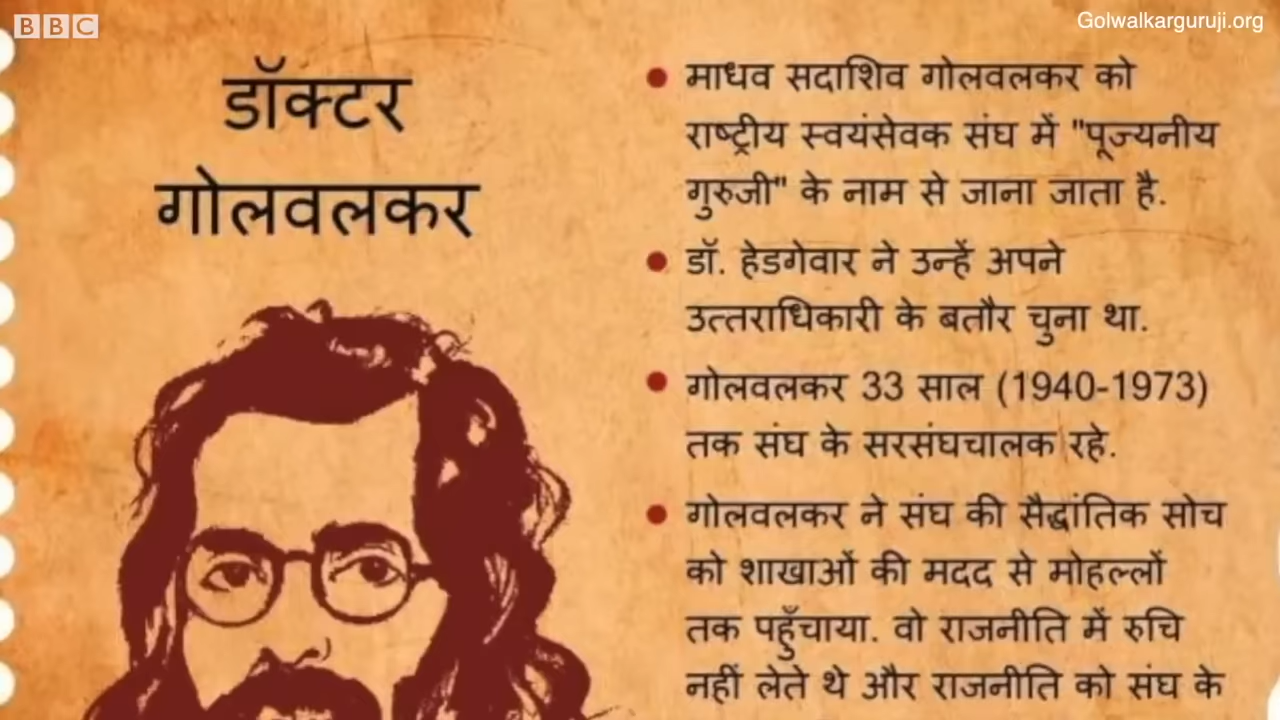 BBC
Golwalkarguruji.org
डॉक्टर
गोलवलकर
माधव सदाशिव गोलवलकर को
राष्ट्रीय स्वयंसेवक संघ में "पूज्यनीय
गुरुजी" के नाम से जाना जाता है.
डॉ. हेडगेवार ने उन्हें अपने
उत्तराधिकारी के बतौर चुना था.
गोलवलकर 33 साल (1940-1973)
तक संघ के सरसंघचालक रहे.
गोलवलकर ने संघ की सैद्धांतिक सोच
को शाखाओं की मदद से मोहल्लों
तक पहुँचाया. वो राजनीति में रुचि
नहीं लेते थे और राजनीति को संघ के